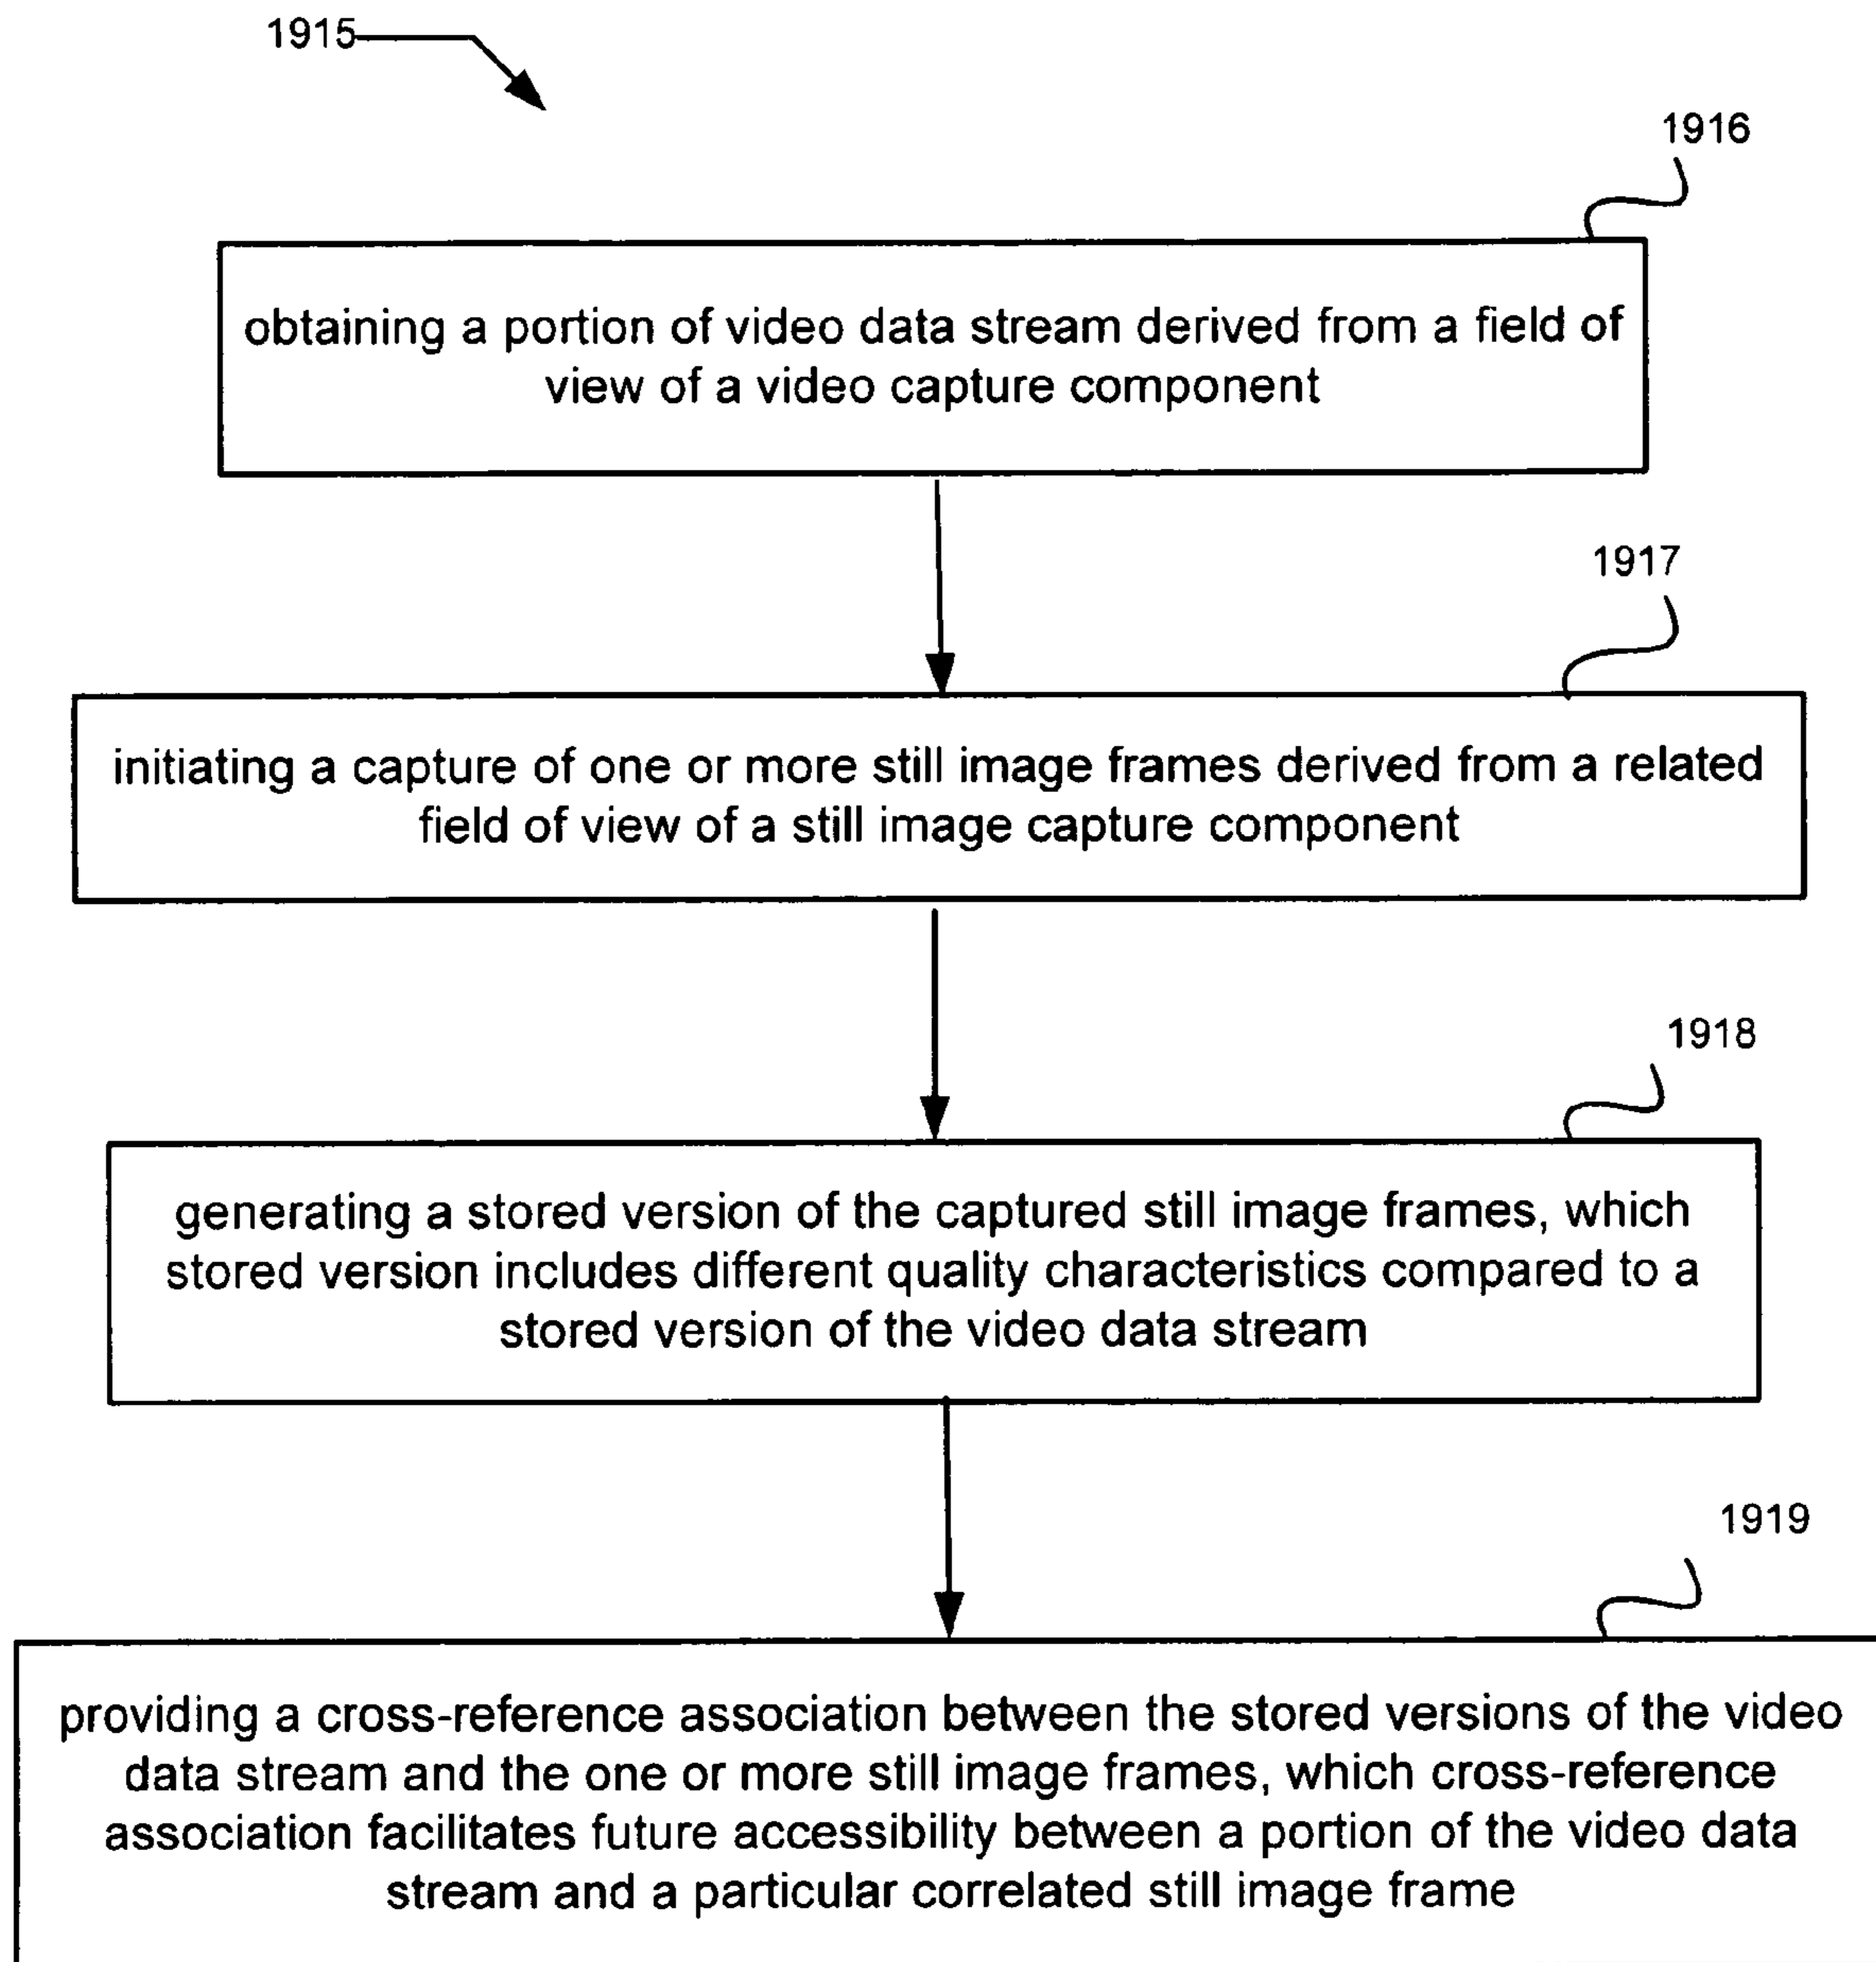 1915
1916
obtaining a portion of video data stream derived from a field of
view of a video capture component
1917
initiating a capture of one or more still image frames derived from a related
field of view of a still image capture component
1918
generating a stored version of the captured still image frames, which
stored version includes different quality characteristics compared to a
stored version of the video data stream
1919
providing a cross-reference association between the stored versions of the video
data stream and the one or more still image frames, which cross-reference
association facilitates future accessibility between a portion of the video data
stream and a particular correlated still image frame